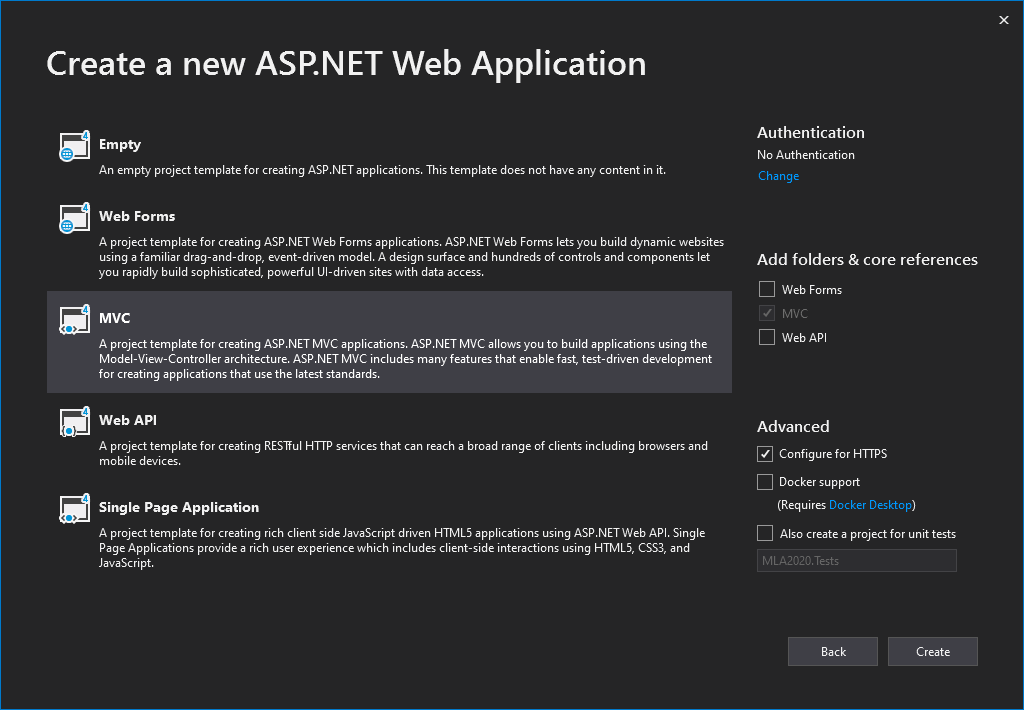 Create a new ASP.NET Web Application
Empty
An empty project template for creating ASP.NET applications. This template does not have any content in it.
Web Forms
A project template for creating ASP.NET Web Forms applications. ASP.NET Web Forms lets you build dynamic websites
using a familiar drag-and-drop, event-driven model. A design surface and hundreds of controls and components let
you rapidly build sophisticated, powerful UI-driven sites with data access.
MVC
A project template for creating ASP.NET MVC applications. ASP.NET MVC allows you to build applications using the
Model-View-Controller architecture. ASP.NET MVC includes many features that enable fast, test-driven development
for creating applications that use the latest standards.
Web API
A project template for creating RESTful HTTP services that can reach a broad range of clients including browsers and
mobile devices.
Single Page Application
A project template for creating rich client side JavaScript driven HTML5 applications using ASP.NET Web API. Single
Page Applications provide a rich user experience which includes client-side interactions using HTML5, CSS3, and
JavaScript.
Authentication
No Authentication
Change
Add folders & core references
Web Forms
MVC
Web API
Advanced
Configure for HTTPS
Docker support
(Requires Docker Desktop)
Also create a project for unit tests
MLA2020.Tests
Back
Create